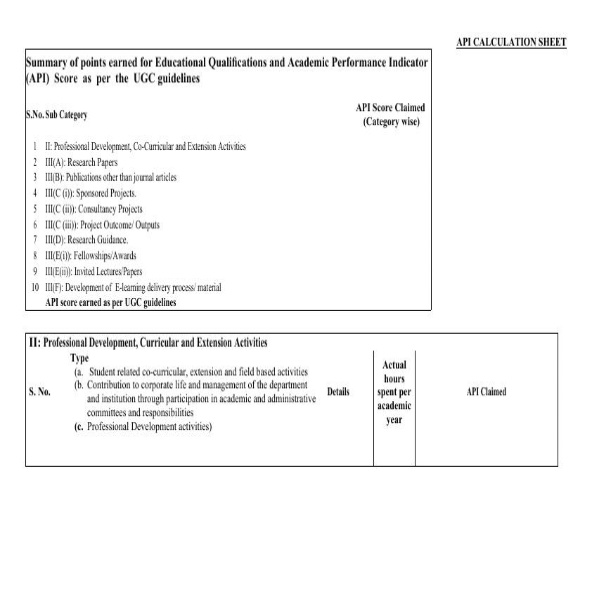 API CALCULATION SHEET
Summary of points earned for Educational Qualifications and Academic Performance Indicator
(API) Score as per the UGC guidelines
S.No. Sub Category
API Score Claimed
(Category wise)
1 II: Professional Development, Co-Curricular and Extension Activities
2 III(A): Research Papers
3 III(B): Publications other than journal articles
4 III(C (i)): Sponsored Projects.
5 III(C (ii)): Consultancy Projects
6 III(C (iii)): Project Outcome/ Outputs
7 III(D): Research Guidance.
8 III(E(i)): Fellowships/Awards
9 III(E(ii)): Invited Lectures/Papers
10 III(F): Development of E-learning delivery process/ material
API score earned as per UGC guidelines
II: Professional Development, Curricular and Extension Activities
S. No.
Type
(a. Student related co-curricular, extension and field based activities
(b. Contribution to corporate life and management of the department
and institution through participation in academic and administrative
committees and responsibilities
(c. Professional Development activities)
Details
Actual
hours
spent per
academic
year
API Claimed